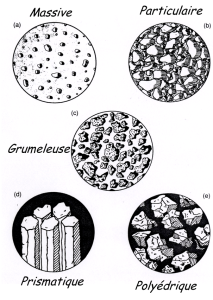 Massive
Particulaire
(a)
(b)
(c)
Grumeleuse
(d)
(e)
Prismatique
Polyédrique